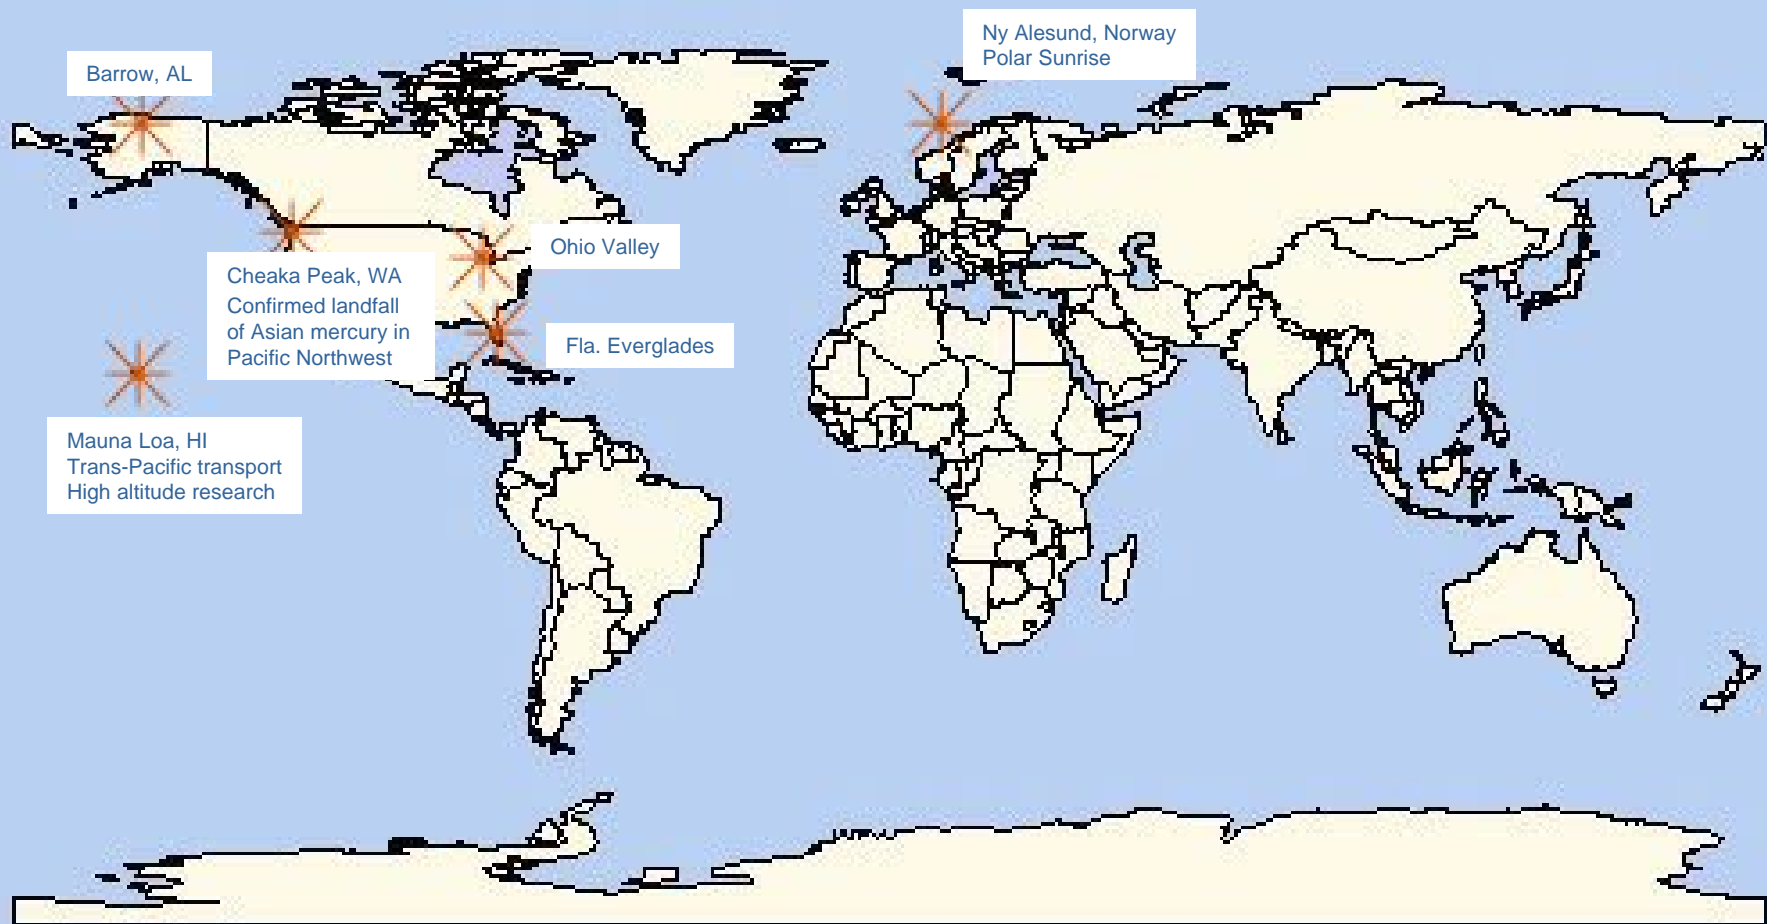 Ny Alesund, Norway
Polar Sunrise
Barrow, AL
Ohio Valley
Cheaka Peak, WA
Confirmed landfall
of Asian mercury in
Pacific Northwest
Fla. Everglades
Mauna Loa, HI
Trans-Pacific transport
High altitude research